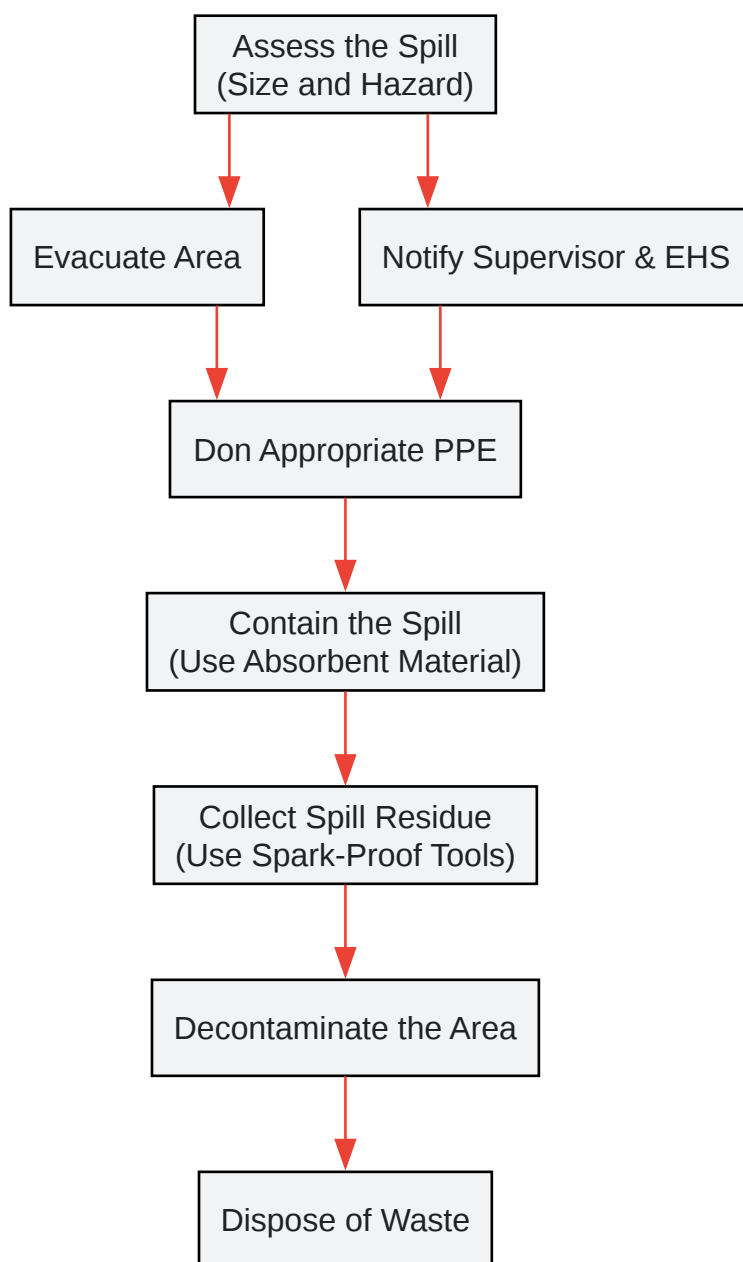 Assess the Spill
(Size and Hazard)
Evacuate Area
Notify Supervisor & EHS
Don Appropriate PPE
Contain the Spill
(Use Absorbent Material)
Collect Spill Residue
(Use Spark-Proof Tools)
Decontaminate the Area
Dispose of Waste